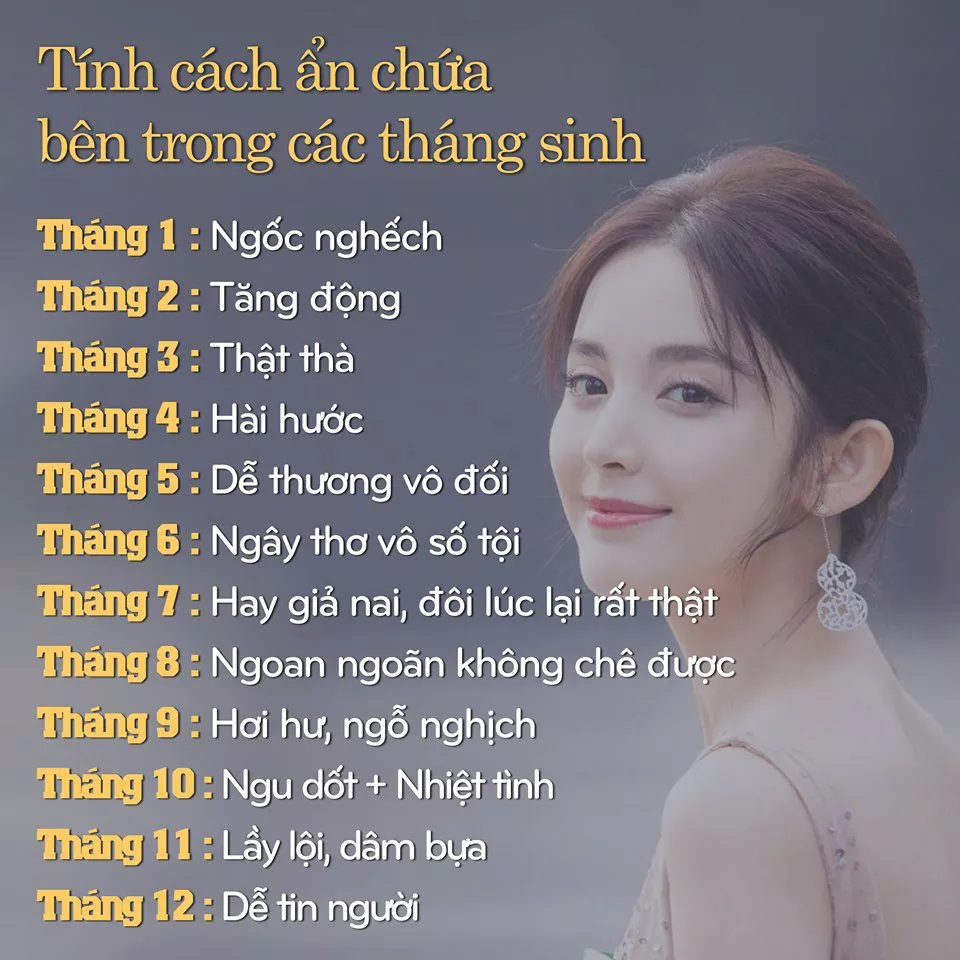 Tính cách ẩn chứa
bên trong các tháng sinh
Tháng 1 : Ngốc nghếch
Tháng 2 : Tăng động
Tháng 3 : Thật thà
Tháng 4 : Hài hước
Tháng 5 : Dễ thương vô đối
Tháng 6 : Ngây thơ vô số tội
Tháng 7 : Hay giả nai, đôi lúc lại rất thật
Tháng 8 : Ngoan ngoãn không chê được
Tháng 9 : Hơi hư, ngỗ nghịch
Tháng 10 : Ngu dốt + Nhiệt tình
Tháng 11 : Lầy lội, dâm bựa
Tháng 12 : Dễ tin người